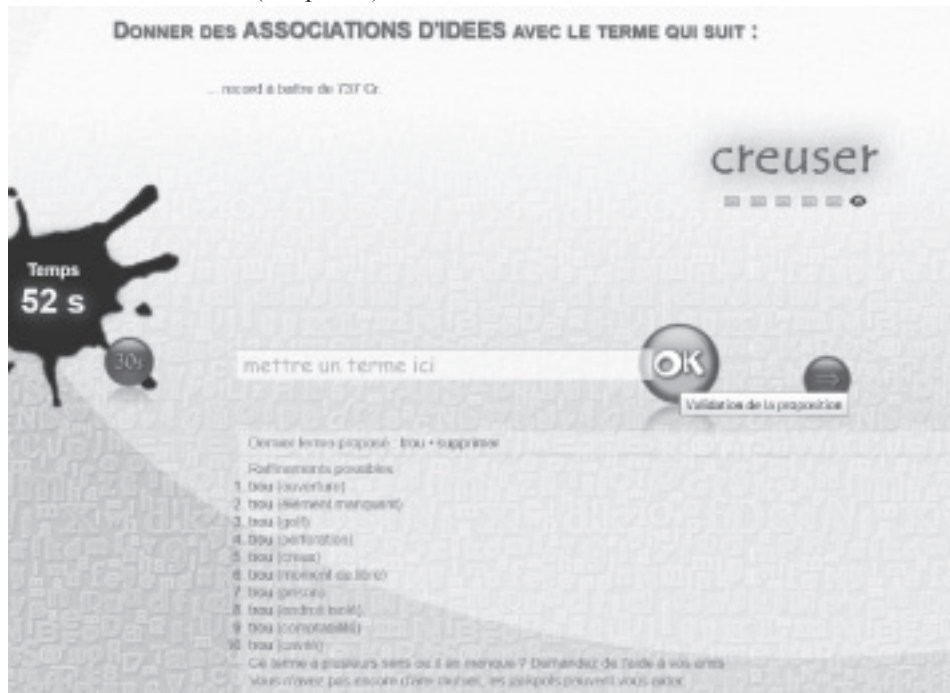 DONNER DES ASSOCIATIONS D'IDEES AVEC LE TERME QUI SUIT :
... record à battre de 737 Cr.
creuser
Temps
52 s
30s
mettre un terme ici
OK
Validation de la proposition
Dernier terme proposé : trou • supprimer
Raffinements possibles
1. trou (ouverture)
2. trou (élément manquant)
3. trou (golf)
4. trou (perforation)
5. trou (creux)
6. trou (moment de libre)
7. trou (prison)
8. trou (endroit isolé)
9. trou (comptabilité)
10. trou (cavité)
Ce terme a plusieurs sens ou il en manque ? Demandez de l'aide à vos amis
Vous n'avez pas encore d'ami mutuel, les jackpots peuvent vous aider